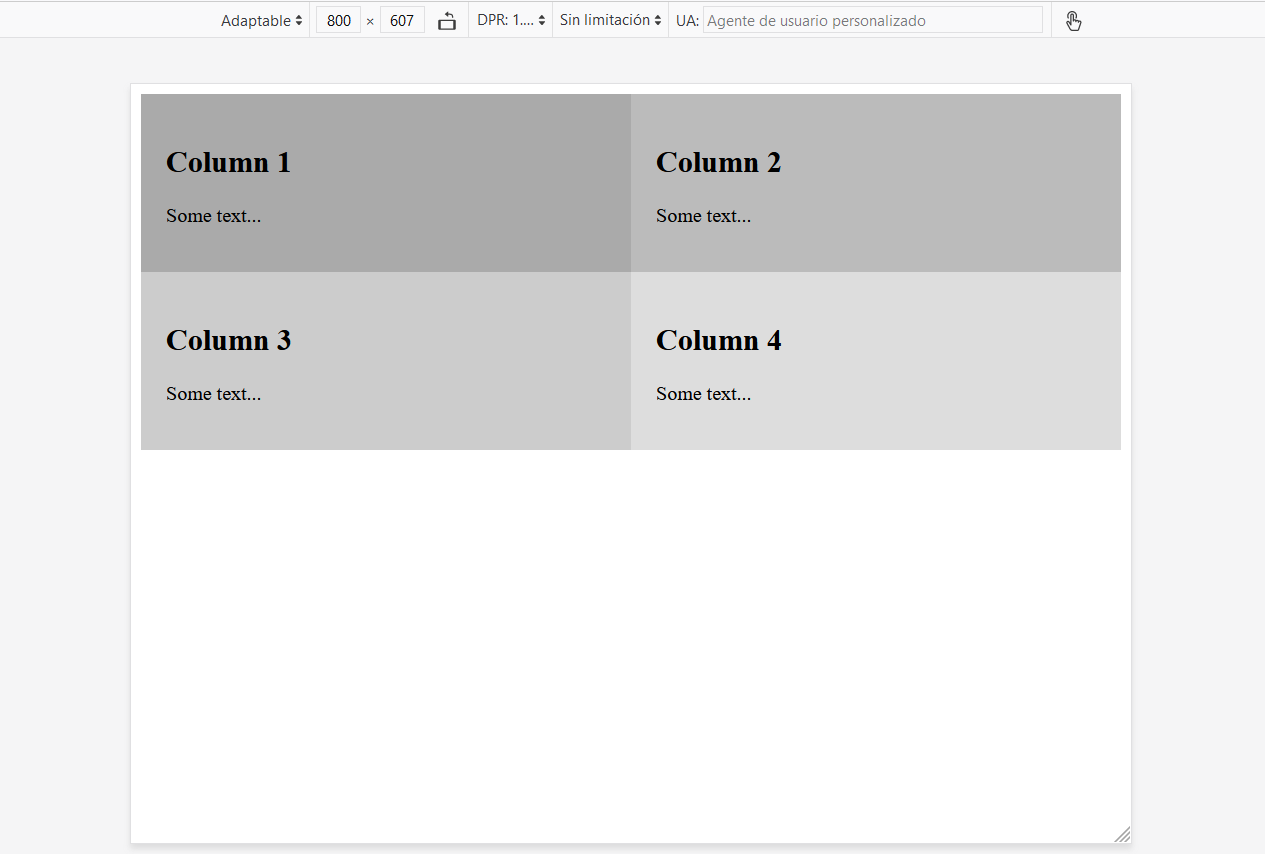 Adaptable 800 × 607 DPR: 1.... Sin limitación UA: Agente de usuario personalizado
Column 1
Some text...
Column 2
Some text...
Column 3
Some text...
Column 4
Some text...